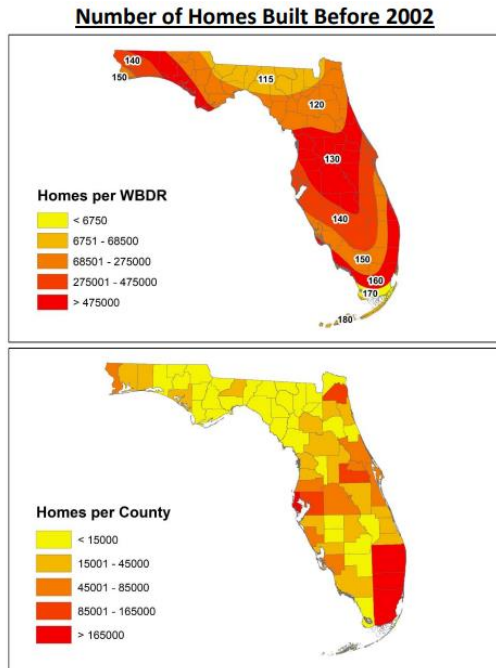 Number of Homes Built Before 2002
140
150
115
120
130
140
150
160
170
180
Homes per WBDR
< 6750
6751 - 68500
68501 - 275000
275001 - 475000
> 475000
Homes per County
< 15000
15001 - 45000
45001 - 85000
85001 - 165000
> 165000